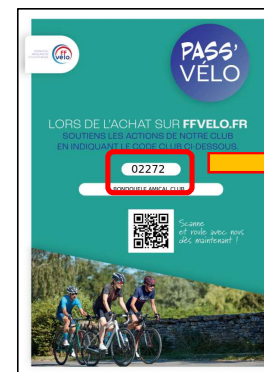 ff
vélo
PASS'
VÉLO
LORS DE L'ACHAT SUR FFVELO.FR
SOUTIENS LES ACTIONS DE NOTRE CLUB
EN INDIQUANT LE CODE CLUB CI-DESSOUS.
02272
AMICAL CLUB
Scanne
et roule avec nous
dès maintenant !